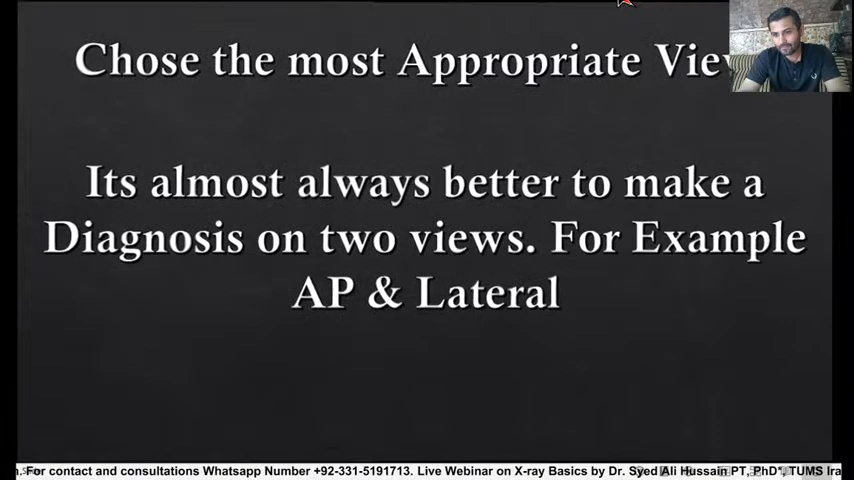 Chose the most Appropriate
Its almost always better to make a
Diagnosis on two views. For Example
AP & Lateral
For contact and consultations Whatsapp Number +92-331-5191713. Live Webinar on X-ray Basics by Dr. Syed Ali Hussain PT, PhD*, TUMS